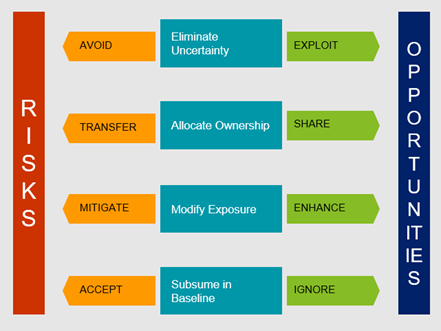 RISKS
AVOID
Eliminate
Uncertainty
EXPLOIT
TRANSFER
Allocate Ownership
SHARE
MITIGATE
Modify Exposure
ENHANCE
ACCEPT
Subsume in
Baseline
IGNORE
OPPORTUNITIES